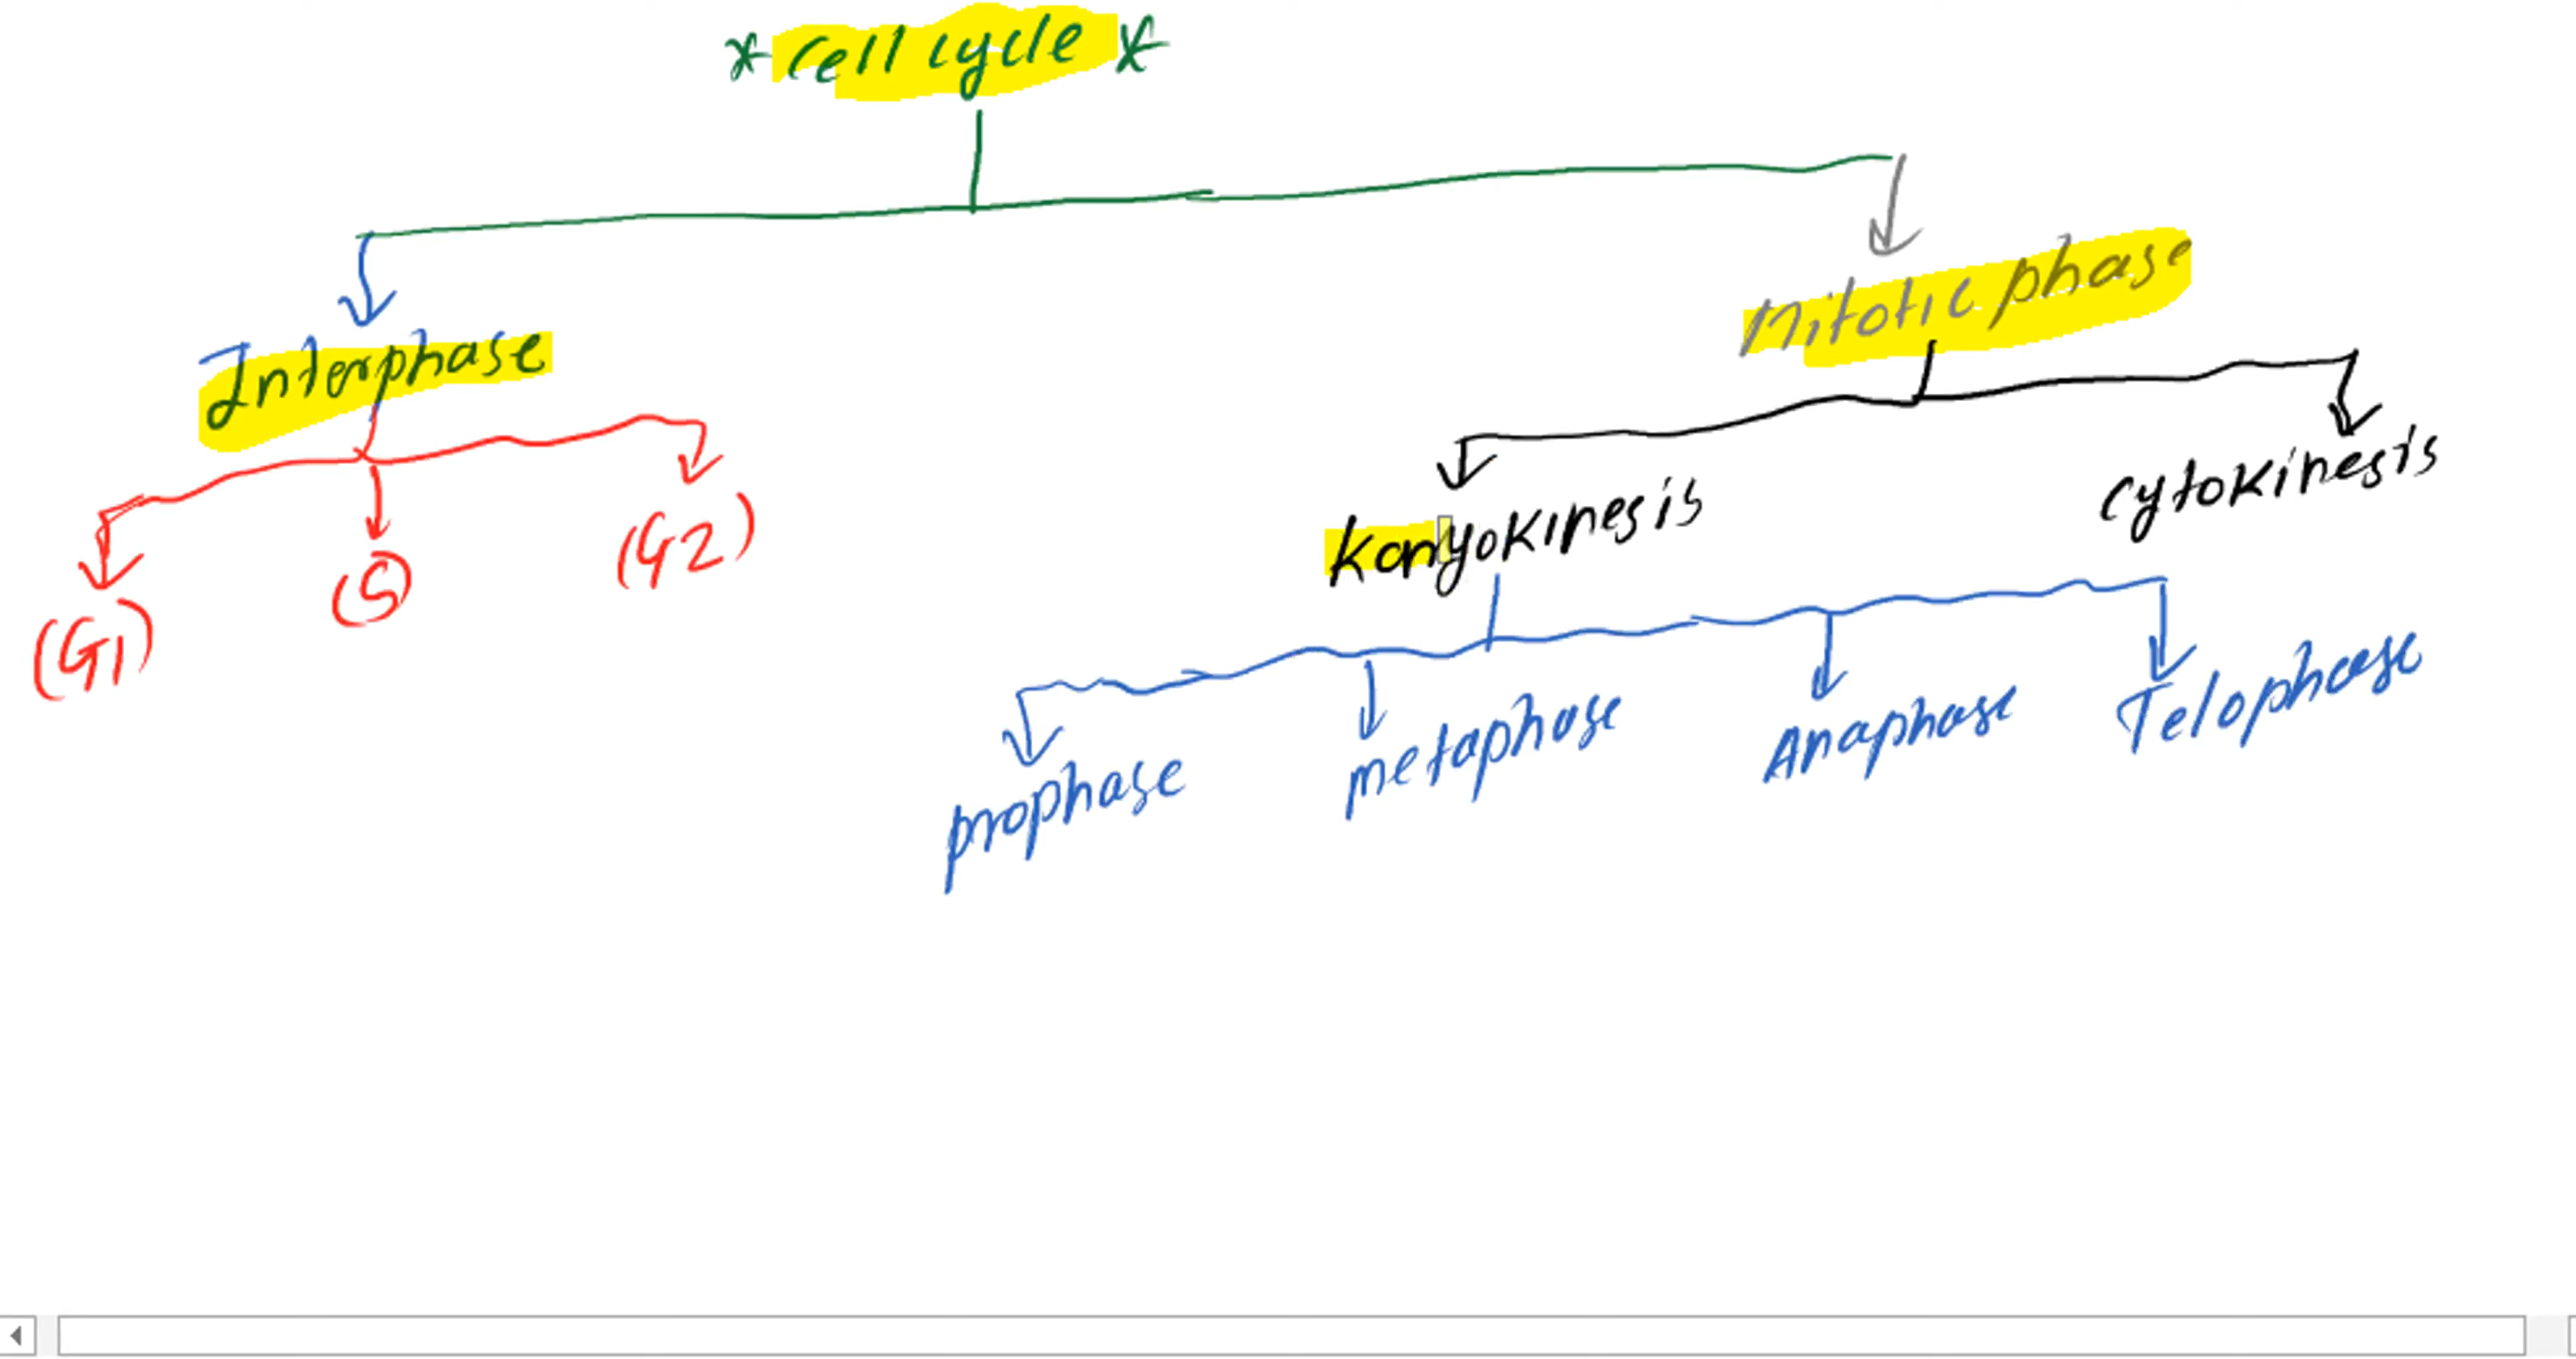 * Cell cycle *
Interphase
Mitotic phase
(G1)
(S)
(G2)
Karyokinesis
Cytokinesis
prophase
metaphase
Anaphase
Telophase